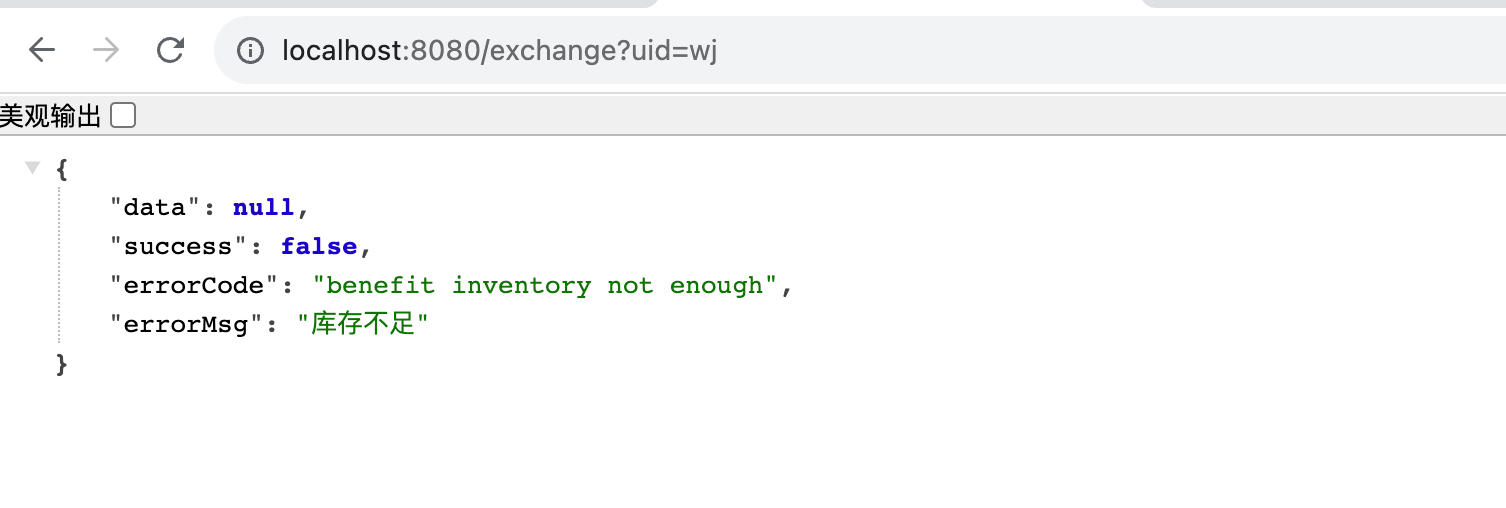 localhost:8080/exchange?uid=wj
美观输出
{
"data": null,
"success": false,
"errorCode": "benefit inventory not enough",
"errorMsg": "库存不足"
}